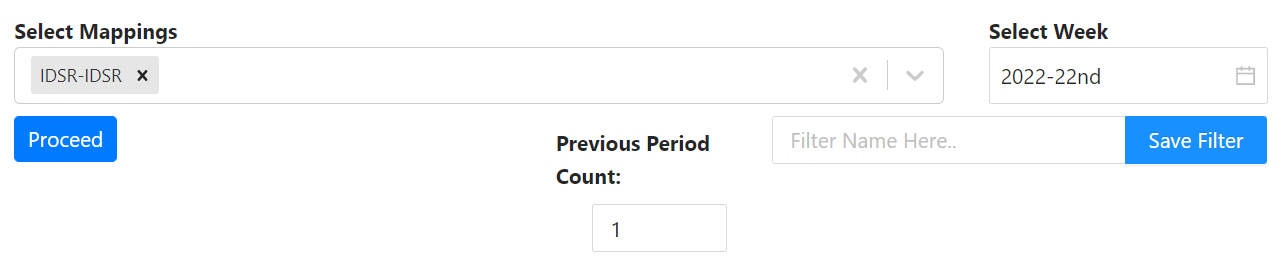 Select Mappings
Select Week
IDSR-IDSR
2022-22nd
Proceed
Previous Period
Count:
Filter Name Here..
Save Filter
1